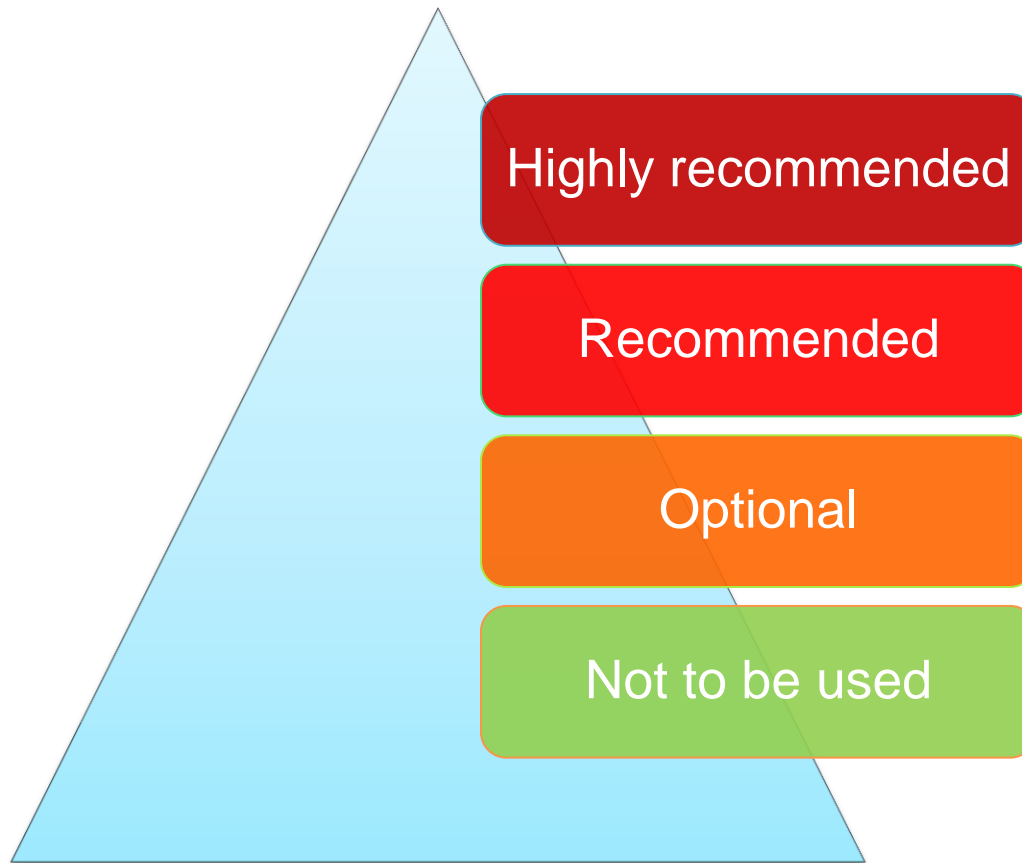 Highly recommended
Recommended
Optional
Not to be used